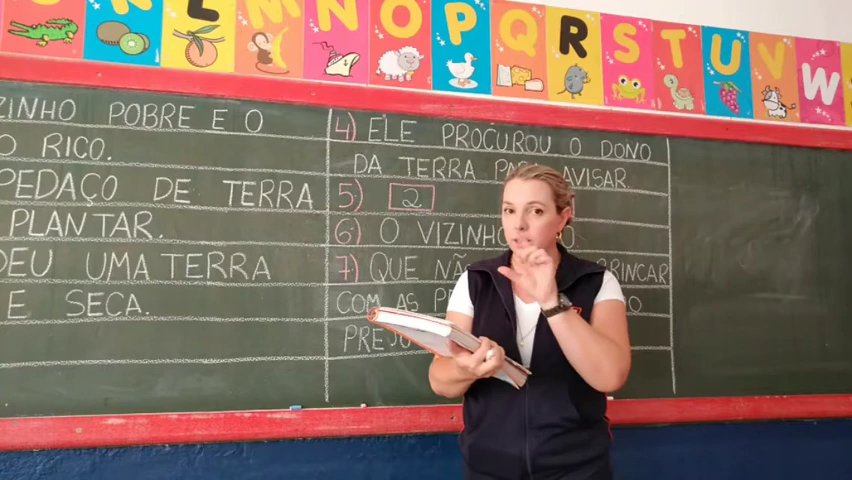 L M N O P Q R S T U V W
ZINHO POBRE E O
O RICO.
PEDAÇO DE TERRA
PLANTAR.
DEU UMA TERRA
E SECA.
4) ELE PROCUROU O DONO
DA TERRA AVISAR.
5) 2
6) O VIZINHO
7) QUE NÃO BRINCAR
COM AS
PREJU